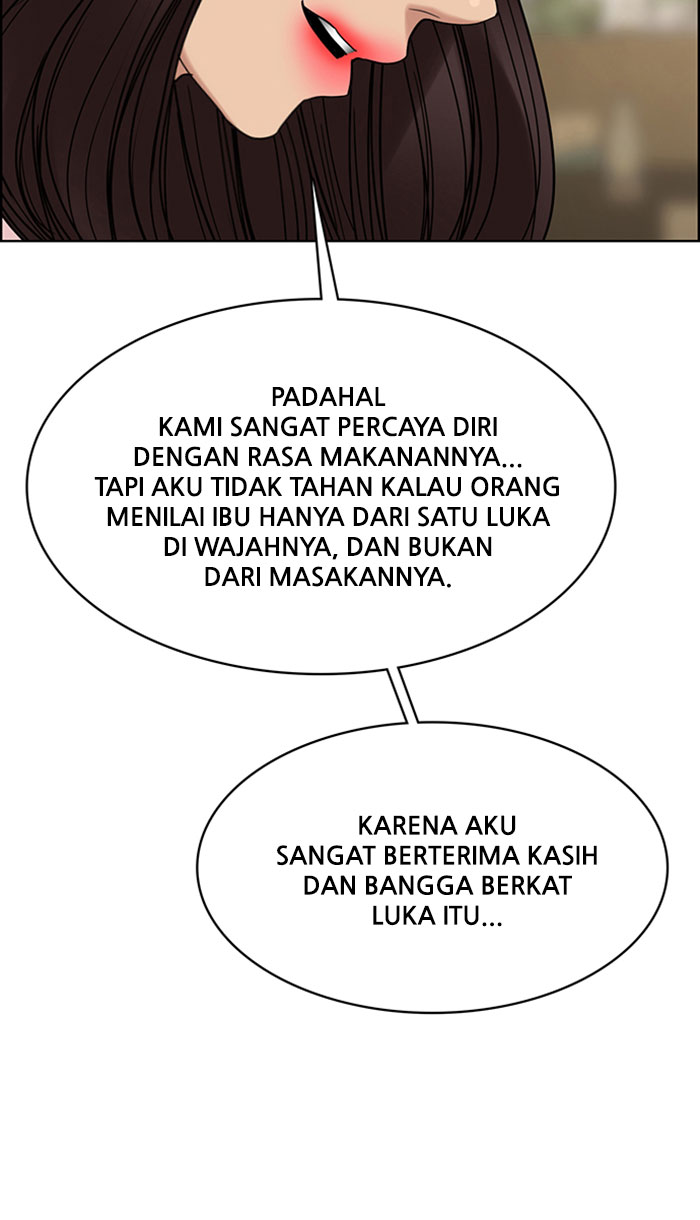 PADAHAL
KAMI SANGAT PERCAYA DIRI
DENGAN RASA MAKANANNYA...
TAPI AKU TIDAK TAHAN KALAU ORANG
MENILAI IBU HANYA DARI SATU LUKA
DI WAJAHNYA, DAN BUKAN
DARI MASAKANNYA.
KARENA AKU
SANGAT BERTERIMA KASIH
DAN BANGGA BERKAT
LUKA ITU...